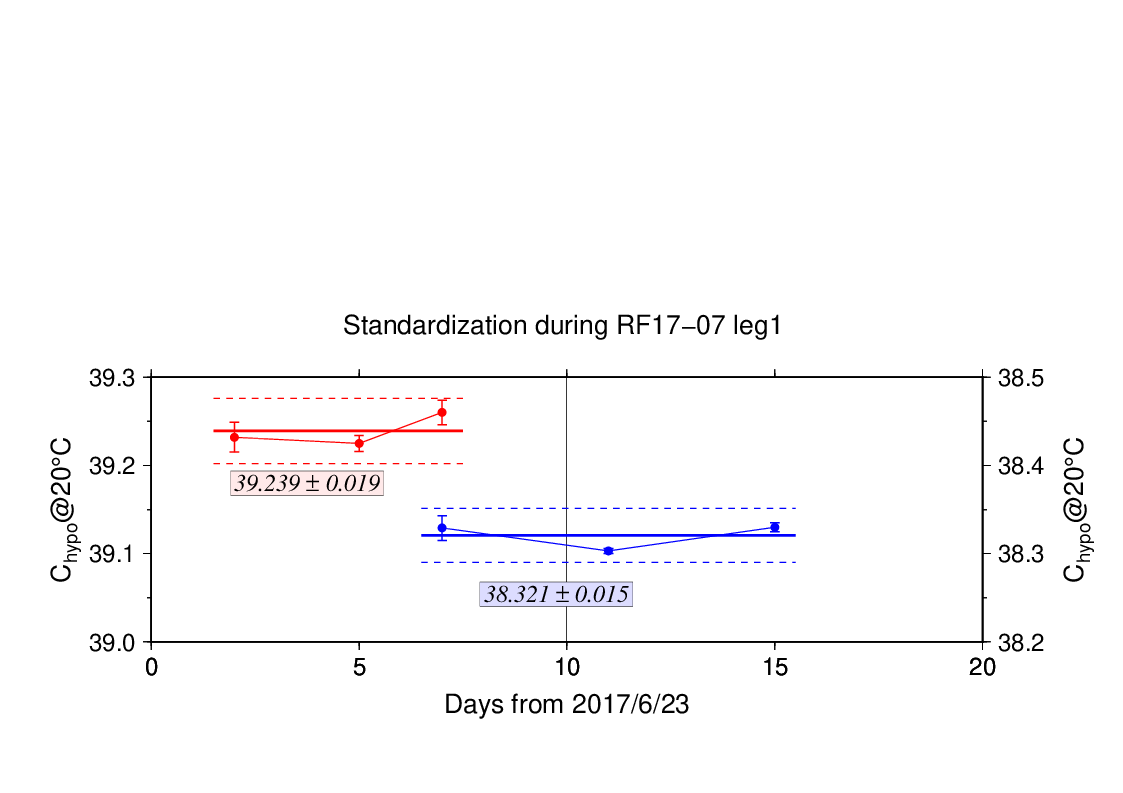 Standardization during RF17−07 leg1
39.3
39.2
39.1
39.0
38.5
38.4
38.3
38.2
C_hypo@20°C
C_hypo@20°C
39.239 ± 0.019
38.321 ± 0.015
0 5 10 15 20
Days from 2017/6/23